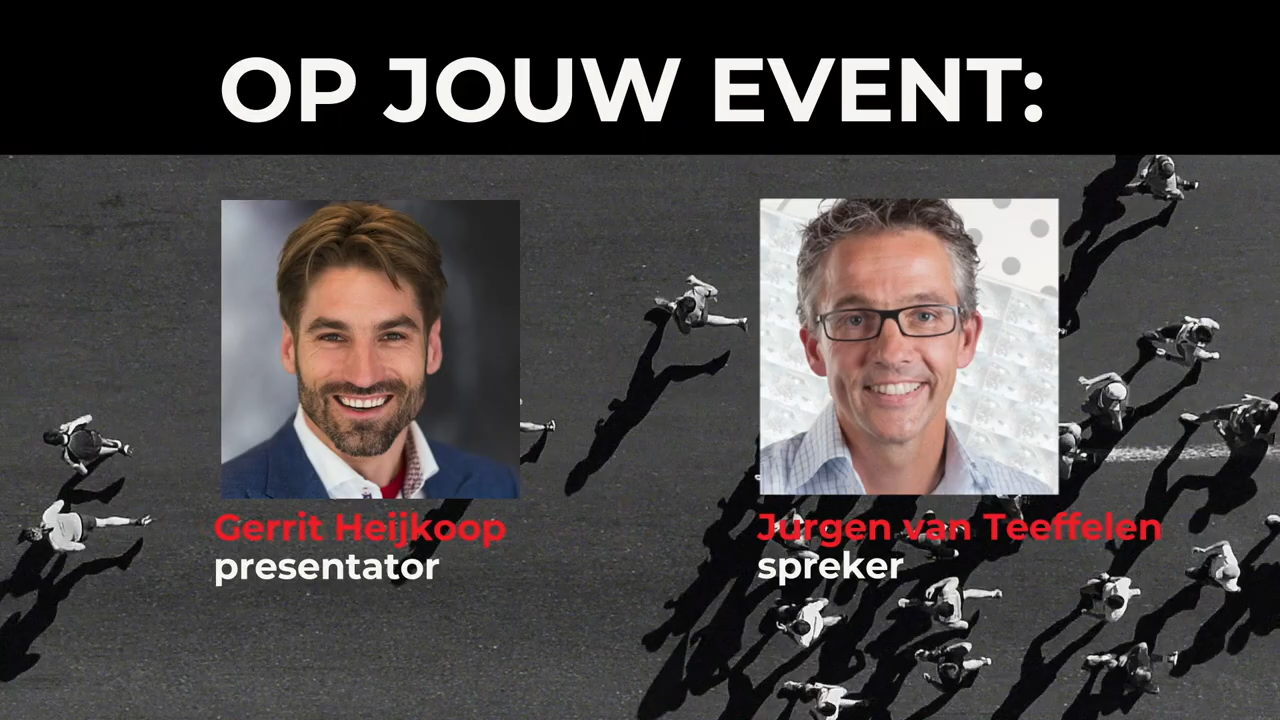 OP JOUW EVENT:
Gerrit Heijkoop
presentator
Jurgen van Teeffelen
spreker